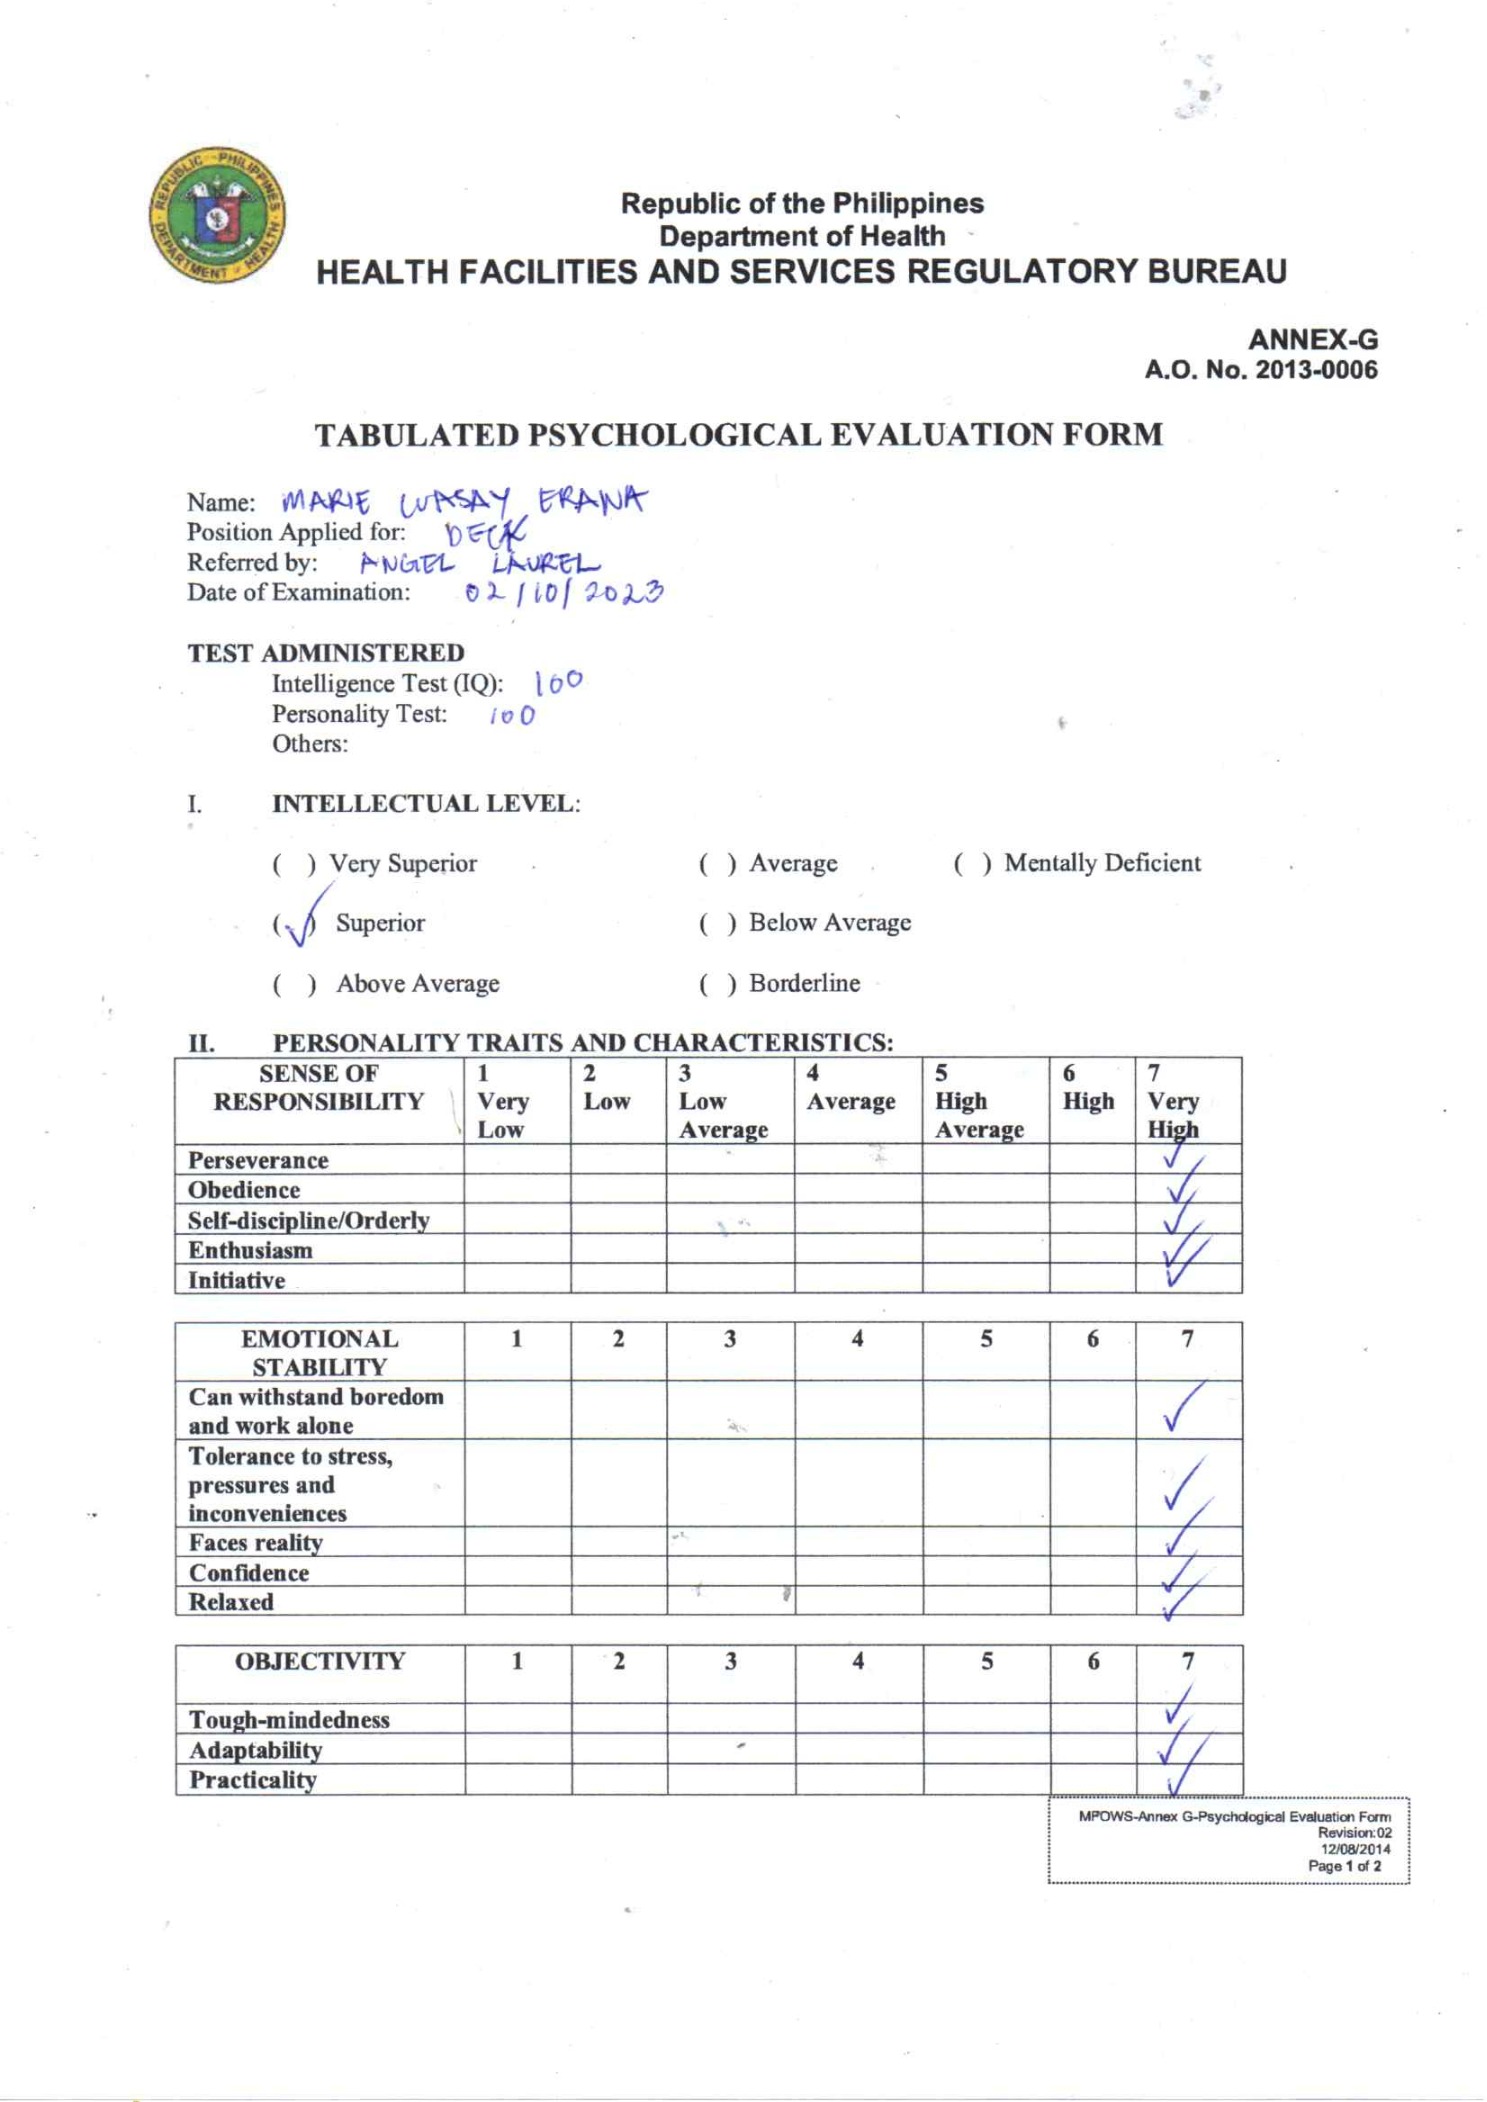 REPUBLIC PHILIPPINES
DEPARTMENT HEALTH
Republic of the Philippines
Department of Health
HEALTH FACILITIES AND SERVICES REGULATORY BUREAU
ANNEX-G
A.O. No. 2013-0006
TABULATED PSYCHOLOGICAL EVALUATION FORM
Name: MARIE ERANA
Position Applied for: DECK
Referred by: ANGEL LAUREL
Date of Examination: 02/10/2023
TEST ADMINISTERED
Intelligence Test (IQ): 100
Personality Test: 100
Others:
I. INTELLECTUAL LEVEL:
( ) Very Superior ( ) Average ( ) Mentally Deficient
(✓) Superior ( ) Below Average
( ) Above Average ( ) Borderline
II. PERSONALITY TRAITS AND CHARACTERISTICS:
SENSE OF 1 2 3 4 5 6 7
RESPONSIBILITY Very Low Low Average High High Very
Low Average Average High
Perseverance ✓
Obedience ✓
Self-discipline/Orderly ✓
Enthusiasm ✓
Initiative ✓
EMOTIONAL 1 2 3 4 5 6 7
STABILITY
Can withstand boredom
and work alone ✓
Tolerance to stress,
pressures and ✓
inconveniences
Faces reality ✓
Confidence ✓
Relaxed ✓
OBJECTIVITY 1 2 3 4 5 6 7
Tough-mindedness ✓
Adaptability ✓
Practicality ✓
MPOWS-Annex G-Psychological Evaluation Form
Revision:02
12/08/2014
Page 1 of 2